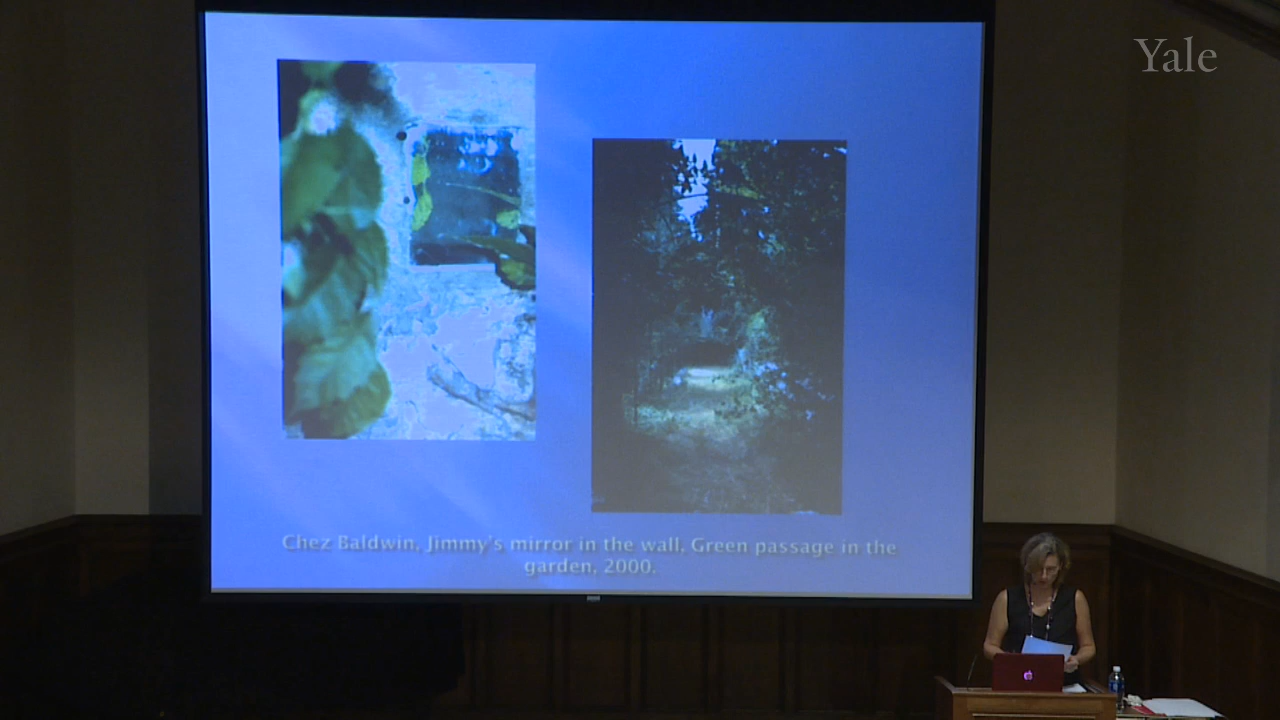 Yale
Chez Baldwin, Jimmy's mirror in the wall, Green passage in the
garden, 2000.